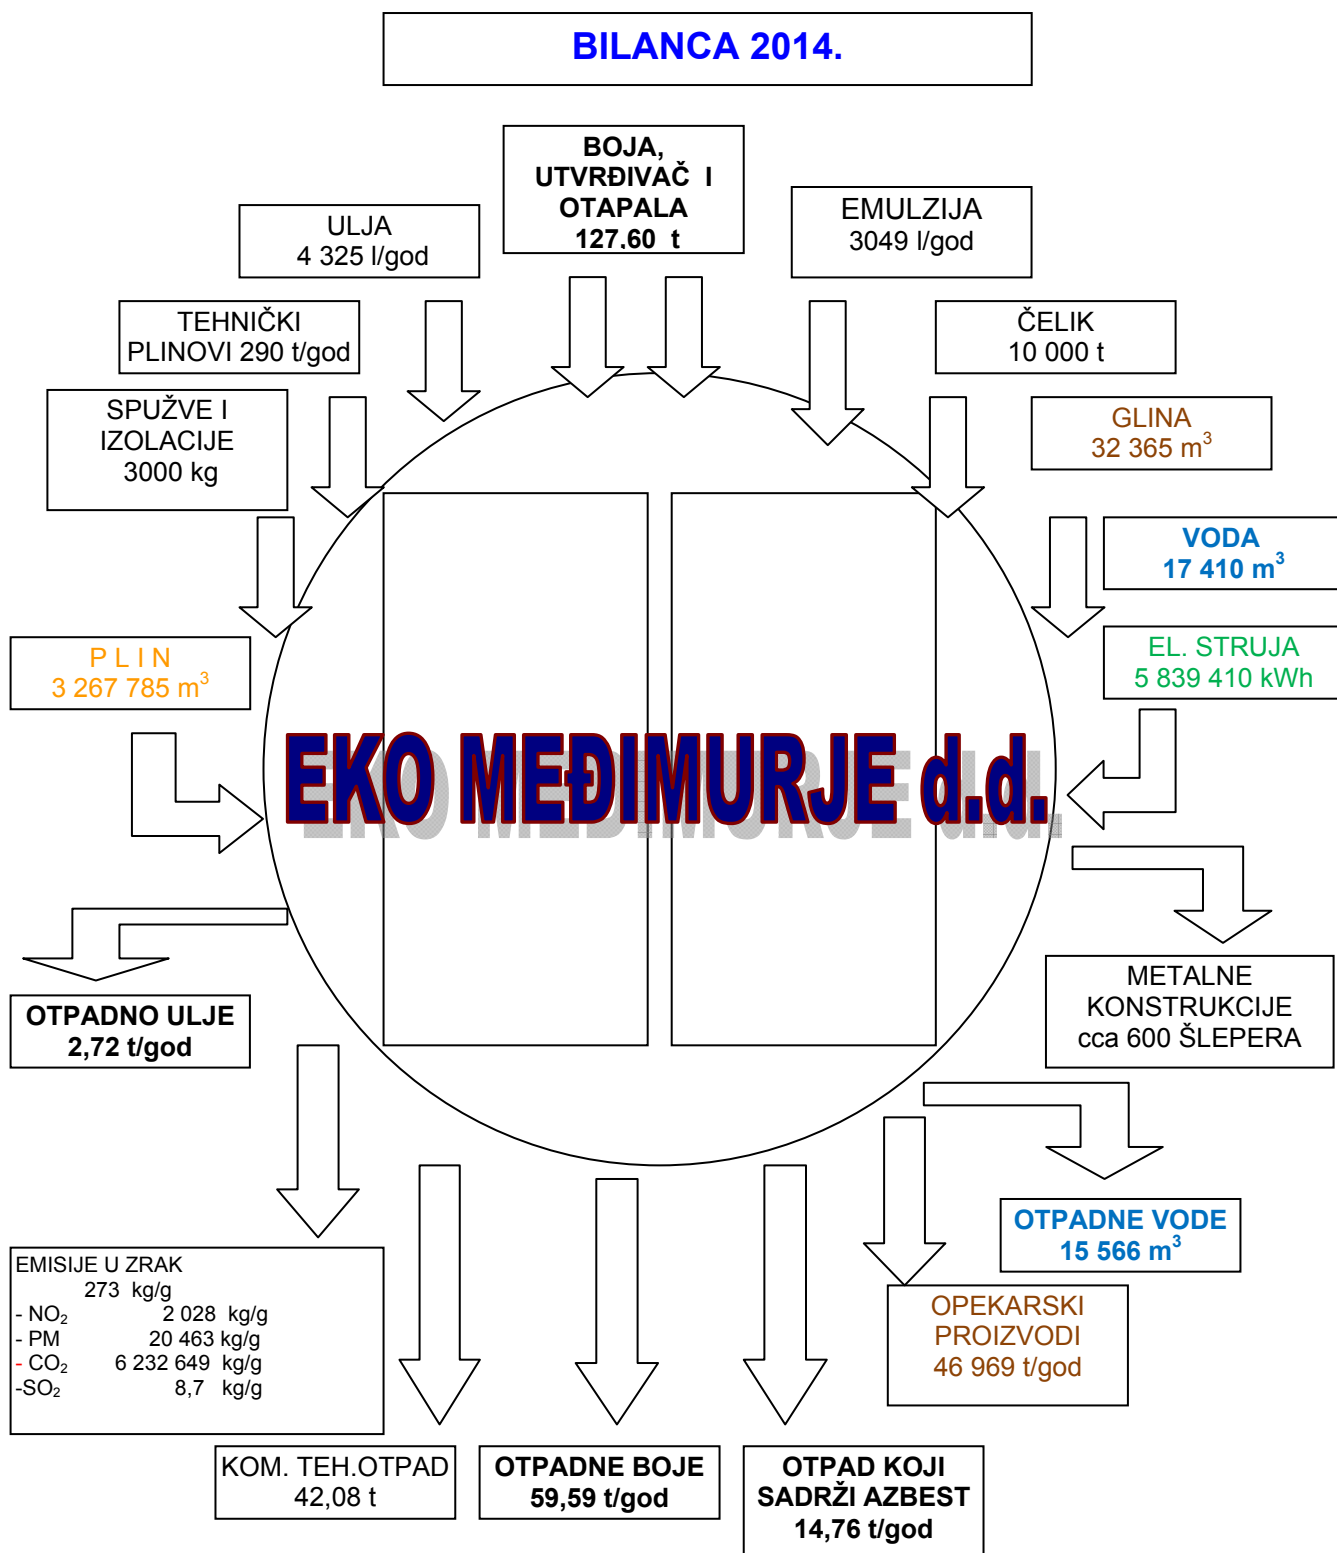 BILANCA 2014.
BOJA,
UTVRĐIVAČ I
OTAPALA
127,60 t
ULJA
4 325 l/god
EMULZIJA
3049 l/god
TEHNIČKI
PLINOVI 290 t/god
ČELIK
10 000 t
SPUŽVE I
IZOLACIJE
3000 kg
GLINA
32 365 m³
VODA
17 410 m³
P L I N
3 267 785 m³
EL. STRUJA
5 839 410 kWh
EKO MEĐIMURJE d.d.
OTPADNO ULJE
2,72 t/god
METALNE
KONSTRUKCIJE
cca 600 ŠLEPERA
OTPADNE VODE
15 566 m³
EMISIJE U ZRAK
273 kg/g
- NO₂ 2 028 kg/g
- PM 20 463 kg/g
- CO₂ 6 232 649 kg/g
-SO₂ 8,7 kg/g
OPEKARSKI
PROIZVODI
46 969 t/god
KOM. TEH.OTPAD
42,08 t
OTPADNE BOJE
59,59 t/god
OTPAD KOJI
SADRŽI AZBEST
14,76 t/god